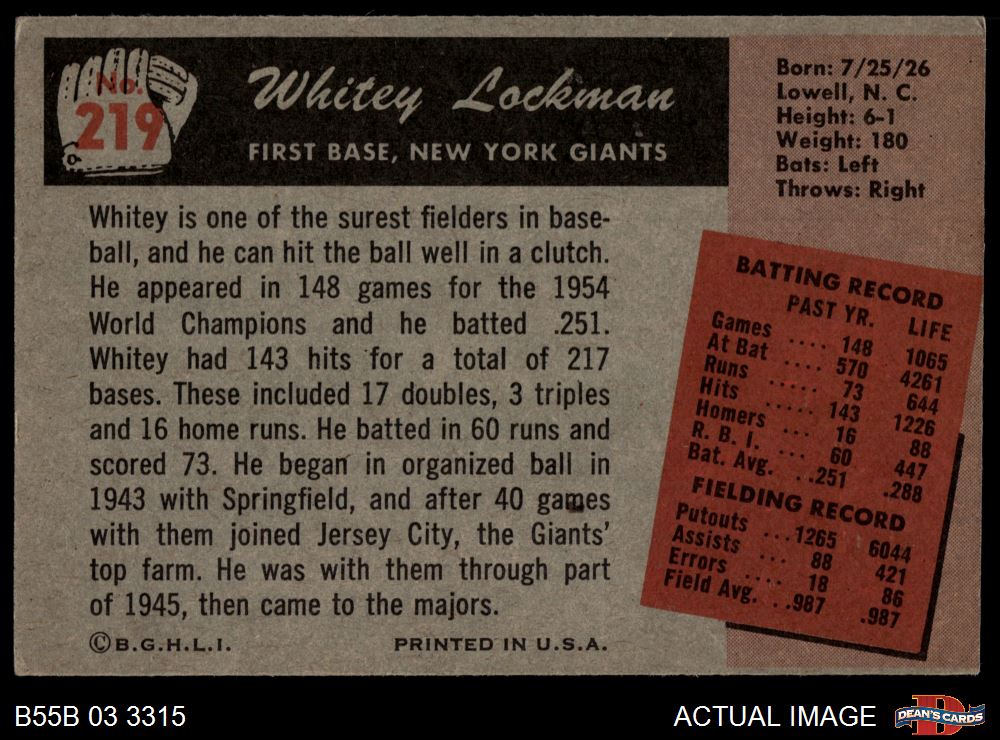 No.
219
Whitey Lockman
FIRST BASE, NEW YORK GIANTS
Born: 7/25/26
Lowell, N. C.
Height: 6-1
Weight: 180
Bats: Left
Throws: Right
Whitey is one of the surest fielders in base-
ball, and he can hit the ball well in a clutch.
He appeared in 148 games for the 1954
World Champions and he batted .251.
Whitey had 143 hits for a total of 217
bases. These included 17 doubles, 3 triples
and 16 home runs. He batted in 60 runs and
scored 73. He began in organized ball in
1943 with Springfield, and after 40 games
with them joined Jersey City, the Giants'
top farm. He was with them through part
of 1945, then came to the majors.
©B.G.H.L.I. PRINTED IN U.S.A.
BATTING RECORD
PAST YR. LIFE
Games .... 148 1065
At Bat .... 570 4261
Runs ..... 73 644
Hits ..... 143 1226
Homers ... 16 88
R. B. I. ... 60 447
Bat. Avg. ..251 .288
FIELDING RECORD
Putouts ...1265 6044
Assists ... 88 421
Errors .... 18 86
Field Avg. ..987 .987
B55B 03 3315
ACTUAL IMAGE
D
DEAN'S CARDS